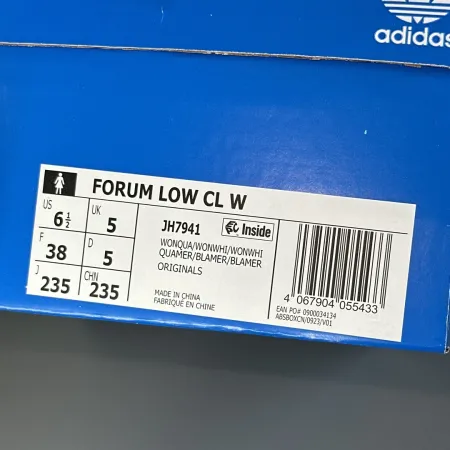 adidas
FORUM LOW CL W
US 6½ UK 5
F 38 D 5
J 235 CHN 235
JH7941 Inside
WONQUA/WONWHI/WONWHI
QUAMER/BLAMER/BLAMER
ORIGINALS
MADE IN CHINA
FABRIQUÉ EN CHINE
4 067904 055433
EAN PO# 0900034134
ABSBOXCN/0923/V01